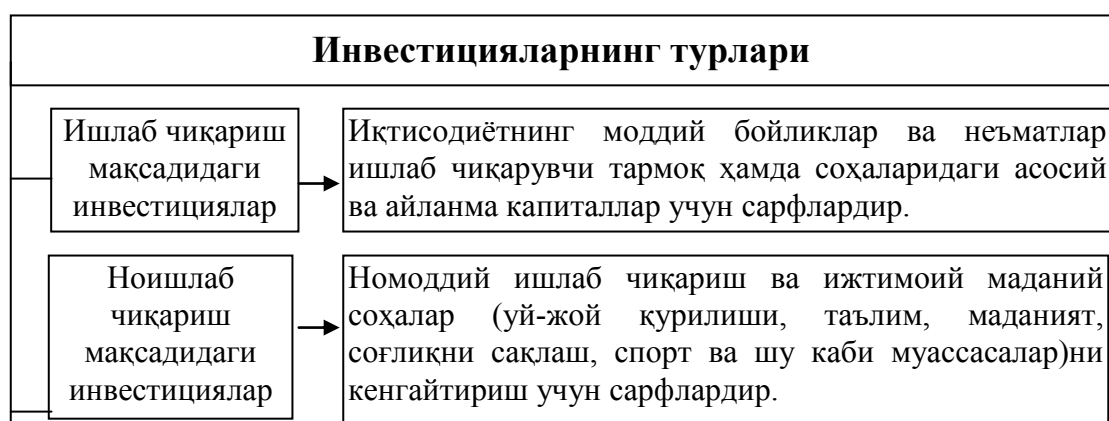 Инвестицияларнинг турлари
Ишлаб чиқариш
мақсадидаги
инвестициялар
Иқтисодиётнинг моддий бойликлар ва неъматлар
ишлаб чиқарувчи тармоқ ҳамда соҳаларидаги асосий
ва айланма капиталлар учун сарфлардир.
Ноишлаб
чиқариш
мақсадидаги
инвестициялар
Номоддий ишлаб чиқариш ва ижтимоий маданий
соҳалар (уй-жой қурилиши, таълим, маданият,
соғлиқни сақлаш, спорт ва шу каби муассасалар)ни
кенгайтириш учун сарфлардир.